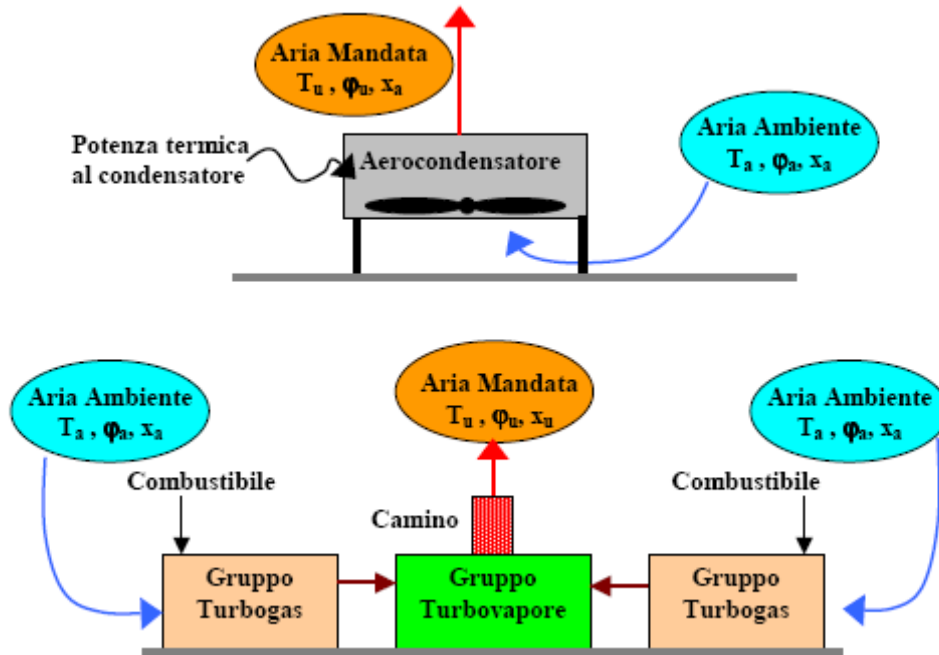 Aria Mandata
Tu , φu, xa
Potenza termica
al condensatore
Aerocondensatore
Aria Ambiente
Ta , φa, xa
Aria Ambiente
Ta , φa, xa
Aria Mandata
Tu , φu, xu
Aria Ambiente
Ta , φa, xa
Combustibile
Camino
Combustibile
Gruppo
Turbogas
Gruppo
Turbovapore
Gruppo
Turbogas